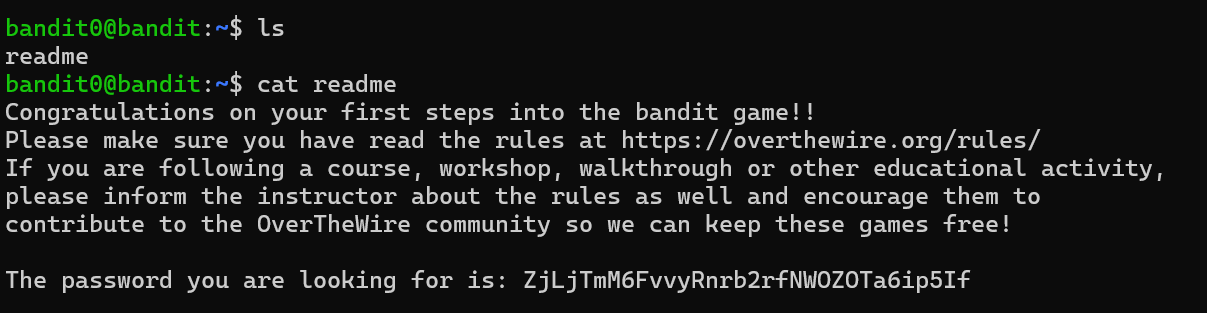 bandit0@bandit:~$ ls
readme
bandit0@bandit:~$ cat readme
Congratulations on your first steps into the bandit game!!
Please make sure you have read the rules at https://overthewire.org/rules/
If you are following a course, workshop, walkthrough or other educational activity,
please inform the instructor about the rules as well and encourage them to
contribute to the OverTheWire community so we can keep these games free!

The password you are looking for is: ZjLjTmM6FvvyRnrb2rfNWOZOTa6ip5If